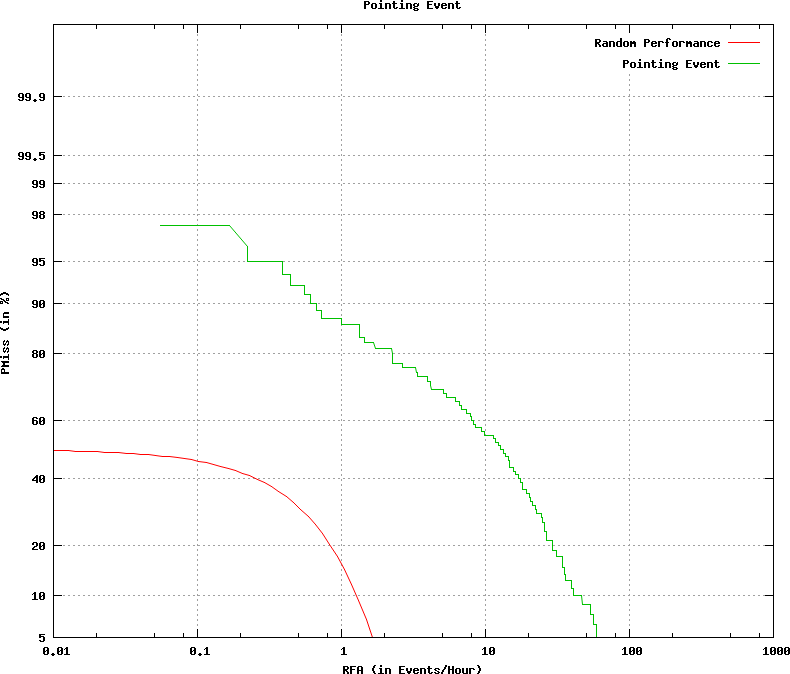 Pointing Event
Random Performance
Pointing Event
99.9
99.5
99
98
95
90
80
60
40
20
10
5
PMiss (in %)
0.01 0.1 1 10 100 1000
RFA (in Events/Hour)